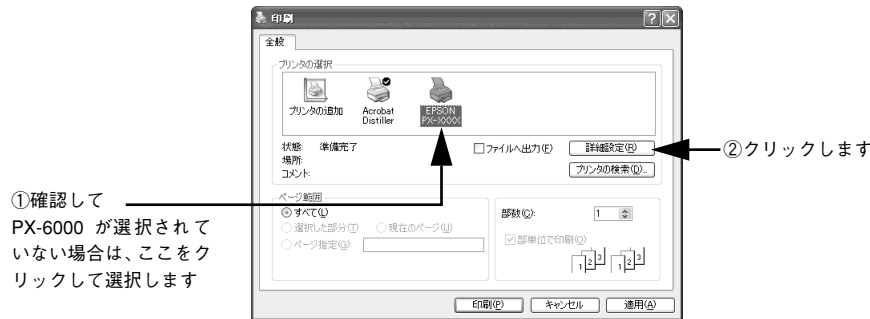 印刷
全般
プリンタの選択
プリンタの追加
Acrobat
Distiller
EPSON
PX-XXXX
状態: 準備完了
場所:
コメント:
ファイルへ出力(F)
詳細設定(R)
プリンタの検索(D)...
②クリックします
①確認して
PX-6000 が選択されて
いない場合は、ここをク
リックして選択します
ページ範囲
すべて(L)
選択した部分(T) 現在のページ(U)
ページ指定(G):
部数(C): 1
部単位で印刷(O)
1 2 3 1 2 3
印刷(P) キャンセル 適用(A)